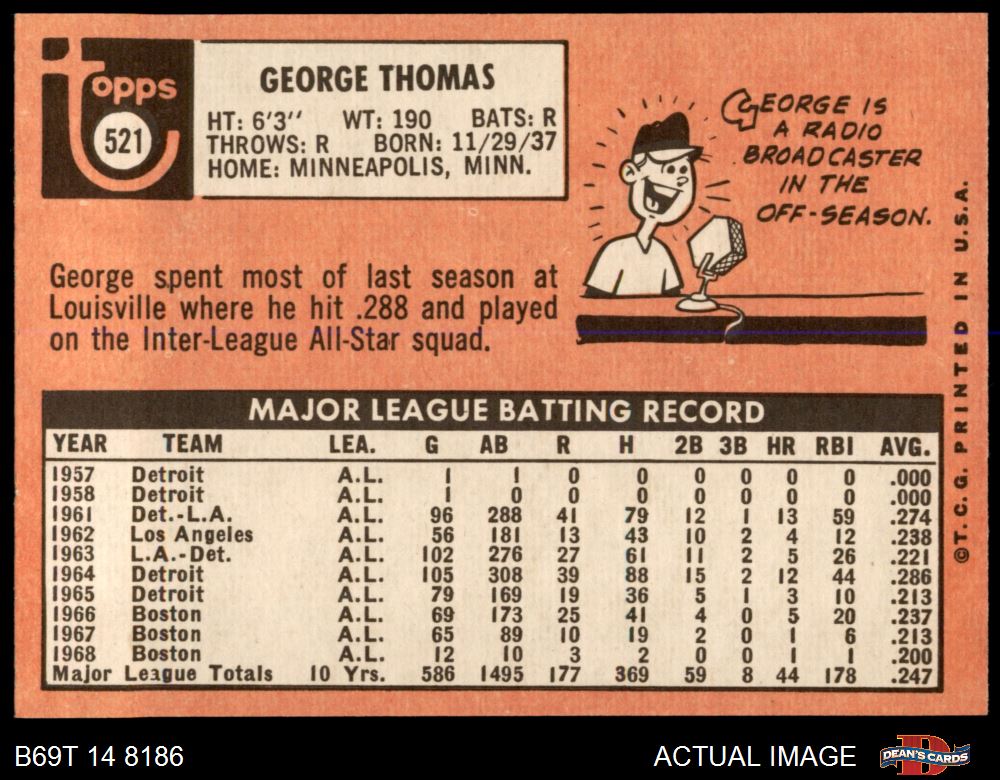 topps
521
GEORGE THOMAS
HT: 6'3" WT: 190 BATS: R
THROWS: R BORN: 11/29/37
HOME: MINNEAPOLIS, MINN.
GEORGE IS
A RADIO
BROADCASTER
IN THE
OFF-SEASON.
George spent most of last season at
Louisville where he hit .288 and played
on the Inter-League All-Star squad.
MAJOR LEAGUE BATTING RECORD
YEAR TEAM LEA. G AB R H 2B 3B HR RBI AVG.
1957 Detroit A.L. 1 1 0 0 0 0 0 0 .000
1958 Detroit A.L. 1 0 0 0 0 0 0 0 .000
1961 Det.-L.A. A.L. 96 288 41 79 12 1 13 59 .274
1962 Los Angeles A.L. 56 181 13 43 10 2 4 12 .238
1963 L.A.-Det. A.L. 102 276 27 61 11 2 5 26 .221
1964 Detroit A.L. 105 308 39 88 15 2 12 44 .286
1965 Detroit A.L. 79 169 19 36 5 1 3 10 .213
1966 Boston A.L. 69 173 25 41 4 0 5 20 .237
1967 Boston A.L. 65 89 10 19 2 0 1 6 .213
1968 Boston A.L. 12 10 3 2 0 0 1 1 .200
Major League Totals 10 Yrs. 586 1495 177 369 59 8 44 178 .247
©T.C.G. PRINTED IN U.S.A.
B69T 14 8186
ACTUAL IMAGE
DEAN'S CARDS